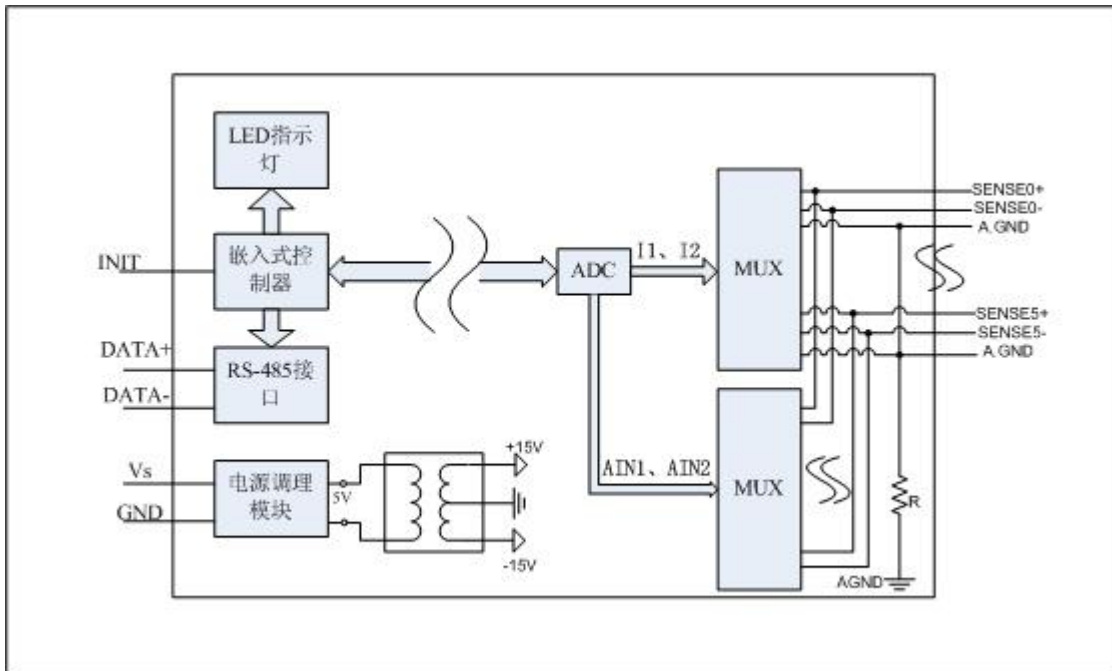 LED指示
灯
INIT
嵌入式控
制器
DATA+
DATA-
RS-485接
口
Vs
GND
电源调理
模块
5V
+15V
-15V
ADC
I1、I2
AIN1、AIN2
MUX
MUX
SENSE0+
SENSE0-
A.GND
SENSE5+
SENSE5-
A.GND
R
AGND